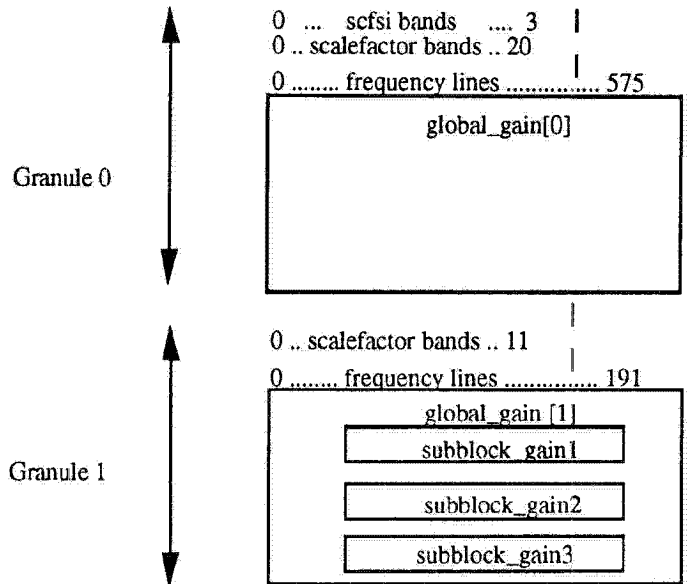 0 ... scfsi bands .... 3
0 .. scalefactor bands .. 20
0 ........ frequency lines ............... 575
global_gain[0]
Granule 0
0 .. scalefactor bands .. 11
0 ........ frequency lines ............... 191
global_gain [1]
subblock_gain1
Granule 1
subblock_gain2
subblock_gain3